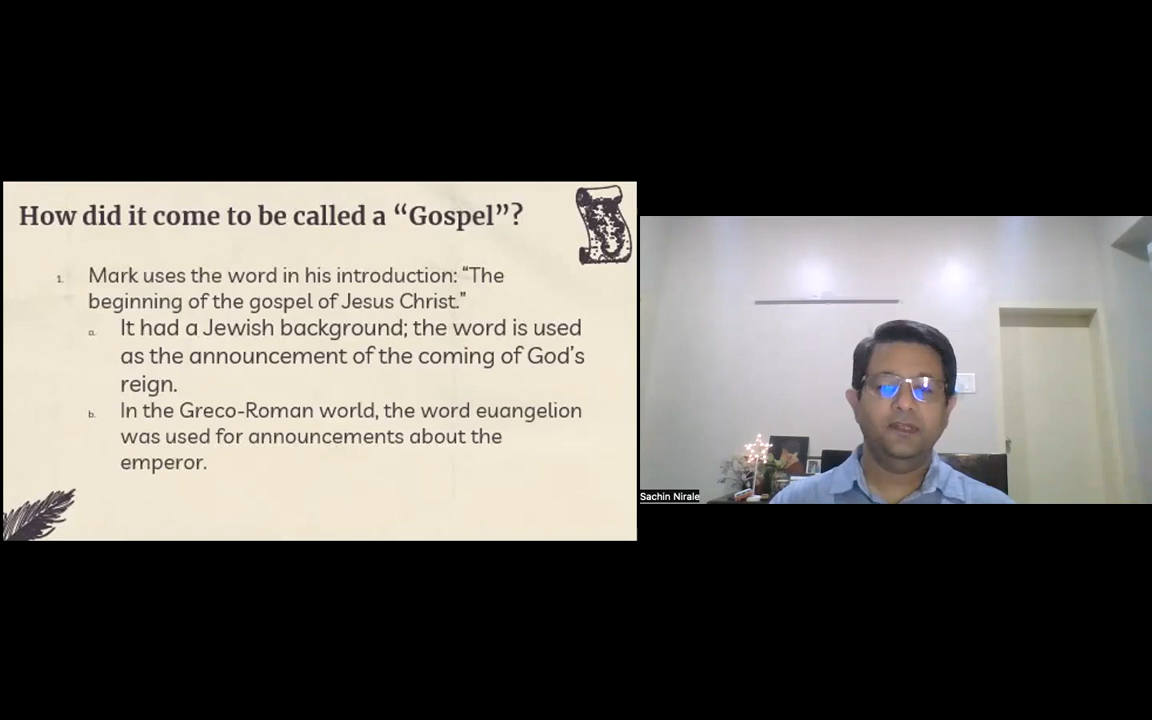 How did it come to be called a “Gospel”?
1. Mark uses the word in his introduction: “The
beginning of the gospel of Jesus Christ.”
a. It had a Jewish background; the word is used
as the announcement of the coming of God’s
reign.
b. In the Greco-Roman world, the word euangelion
was used for announcements about the
emperor.
Sachin Nirale